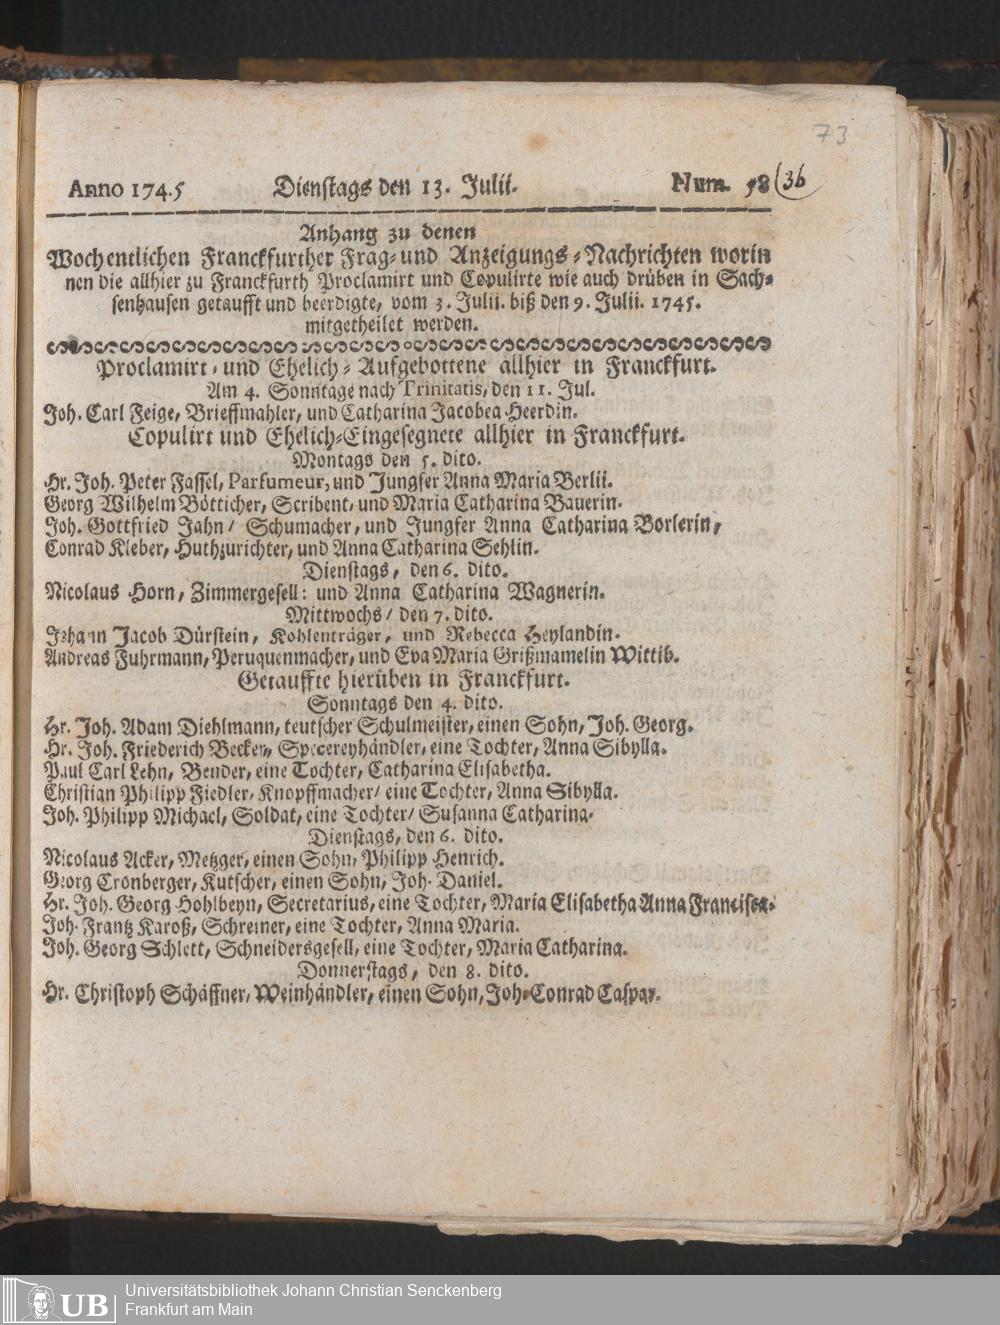 73
Anno 1745 Dienstags den 13. Julii. Num. 58 (36
Anhang zu denen
Wochentlichen Franckfurther Frag- und Anzeigungs-Nachrichten worin
nen die allhier zu Franckfurth Proclamirt und Copulirte wie auch drüben in Sach-
senhausen getaufft und beerdigte, vom 3. Julii. biß den 9. Julii. 1745.
mitgetheilet werden.
Proclamirt- und Ehelich-Aufgebottene allhier in Franckfurt.
Am 4. Sonntage nach Trinitatis, den 11. Jul.
Joh. Carl Feige, Brieffmahler, und Catharina Jacobea Heerdin.
Copulirt und Ehelich-Eingesegnete allhier in Franckfurt.
Montags den 5. dito.
Hr. Joh. Peter Fassel, Parfumeur, und Jungfer Anna Maria Berlii.
Georg Wilhelm Bötticher, Scribent, und Maria Catharina Bauerin.
Joh. Gottfried Jahn, Schumacher, und Jungfer Anna Catharina Borlerin,
Conrad Kleber, Huthzurichter, und Anna Catharina Sehlin.
Dienstags, den 6. dito.
Nicolaus Horn, Zimmergesell: und Anna Catharina Wagnerin.
Mittwochs, den 7. dito.
Johann Jacob Dürstein, Kohlenträger, und Rebecca Heylandin.
Andreas Fuhrmann, Peruquenmacher, und Eva Maria Grißmamelin Wittib.
Getauffte hierüben in Franckfurt.
Sonntags den 4. dito.
Hr. Joh. Adam Diehlmann, teutscher Schulmeister, einen Sohn, Joh. Georg.
Hr. Joh. Friederich Becker, Specereyhändler, eine Tochter, Anna Sibylla.
Paul Carl Lehn, Bender, eine Tochter, Catharina Elisabetha.
Christian Philipp Fiedler, Knopffmacher, eine Tochter, Anna Sibylla.
Joh. Philipp Michael, Soldat, eine Tochter, Susanna Catharina.
Dienstags, den 6. dito.
Nicolaus Acker, Metzger, einen Sohn, Philipp Henrich.
Georg Cronberger, Kutscher, einen Sohn, Joh. Daniel.
Hr. Joh. Georg Hohlbeyn, Secretarius, eine Tochter, Maria Elisabetha Anna Francisca.
Joh. Frantz Karoß, Schreiner, eine Tochter, Anna Maria.
Joh. Georg Schlett, Schneidersgesell, eine Tochter, Maria Catharina.
Donnerstags, den 8. dito.
Hr. Christoph Schäffner, Weinhändler, einen Sohn, Joh. Conrad Caspar.
UB Universitätsbibliothek Johann Christian Senckenberg
Frankfurt am Main